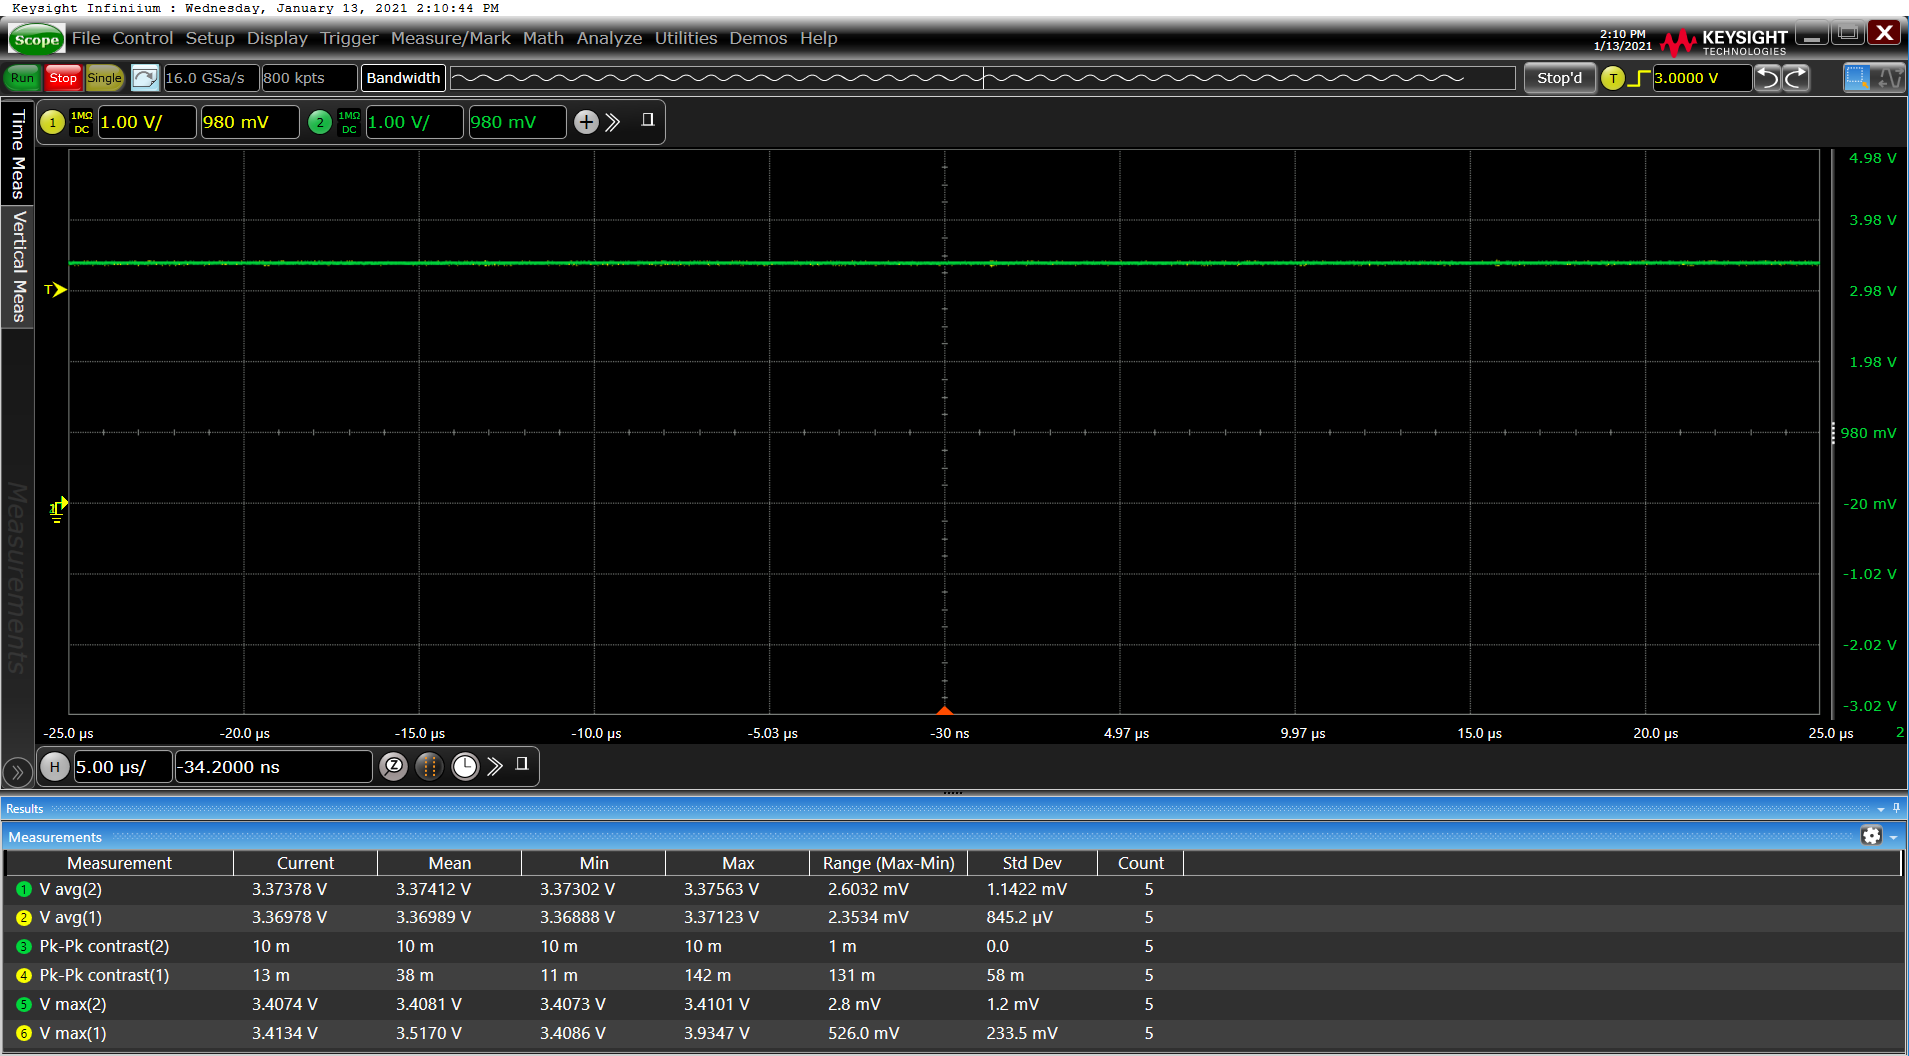 Keysight Infiniium : Wednesday, January 13, 2021 2:10:44 PM
Scope File Control Setup Display Trigger Measure/Mark Math Analyze Utilities Demos Help
2:10 PM
1/13/2021
KEYSIGHT
TECHNOLOGIES
Run Stop Single 16.0 GSa/s 800 kpts Bandwidth Stop'd T 3.0000 V
Time Meas
Vertical Meas
Measurements
1 1MΩ DC 1.00 V/ 980 mV 2 1MΩ DC 1.00 V/ 980 mV
4.98 V
3.98 V
T
2.98 V
1.98 V
980 mV
-20 mV
-1.02 V
-2.02 V
-3.02 V
-25.0 µs -20.0 µs -15.0 µs -10.0 µs -5.03 µs -30 ns 4.97 µs 9.97 µs 15.0 µs 20.0 µs 25.0 µs 2
H 5.00 µs/ -34.2000 ns Z
Results
Measurements
Measurement Current Mean Min Max Range (Max-Min) Std Dev Count
1 V avg(2) 3.37378 V 3.37412 V 3.37302 V 3.37563 V 2.6032 mV 1.1422 mV 5
2 V avg(1) 3.36978 V 3.36989 V 3.36888 V 3.37123 V 2.3534 mV 845.2 µV 5
3 Pk-Pk contrast(2) 10 m 10 m 10 m 10 m 1 m 0.0 5
4 Pk-Pk contrast(1) 13 m 38 m 11 m 142 m 131 m 58 m 5
5 V max(2) 3.4074 V 3.4081 V 3.4073 V 3.4101 V 2.8 mV 1.2 mV 5
6 V max(1) 3.4134 V 3.5170 V 3.4086 V 3.9347 V 526.0 mV 233.5 mV 5